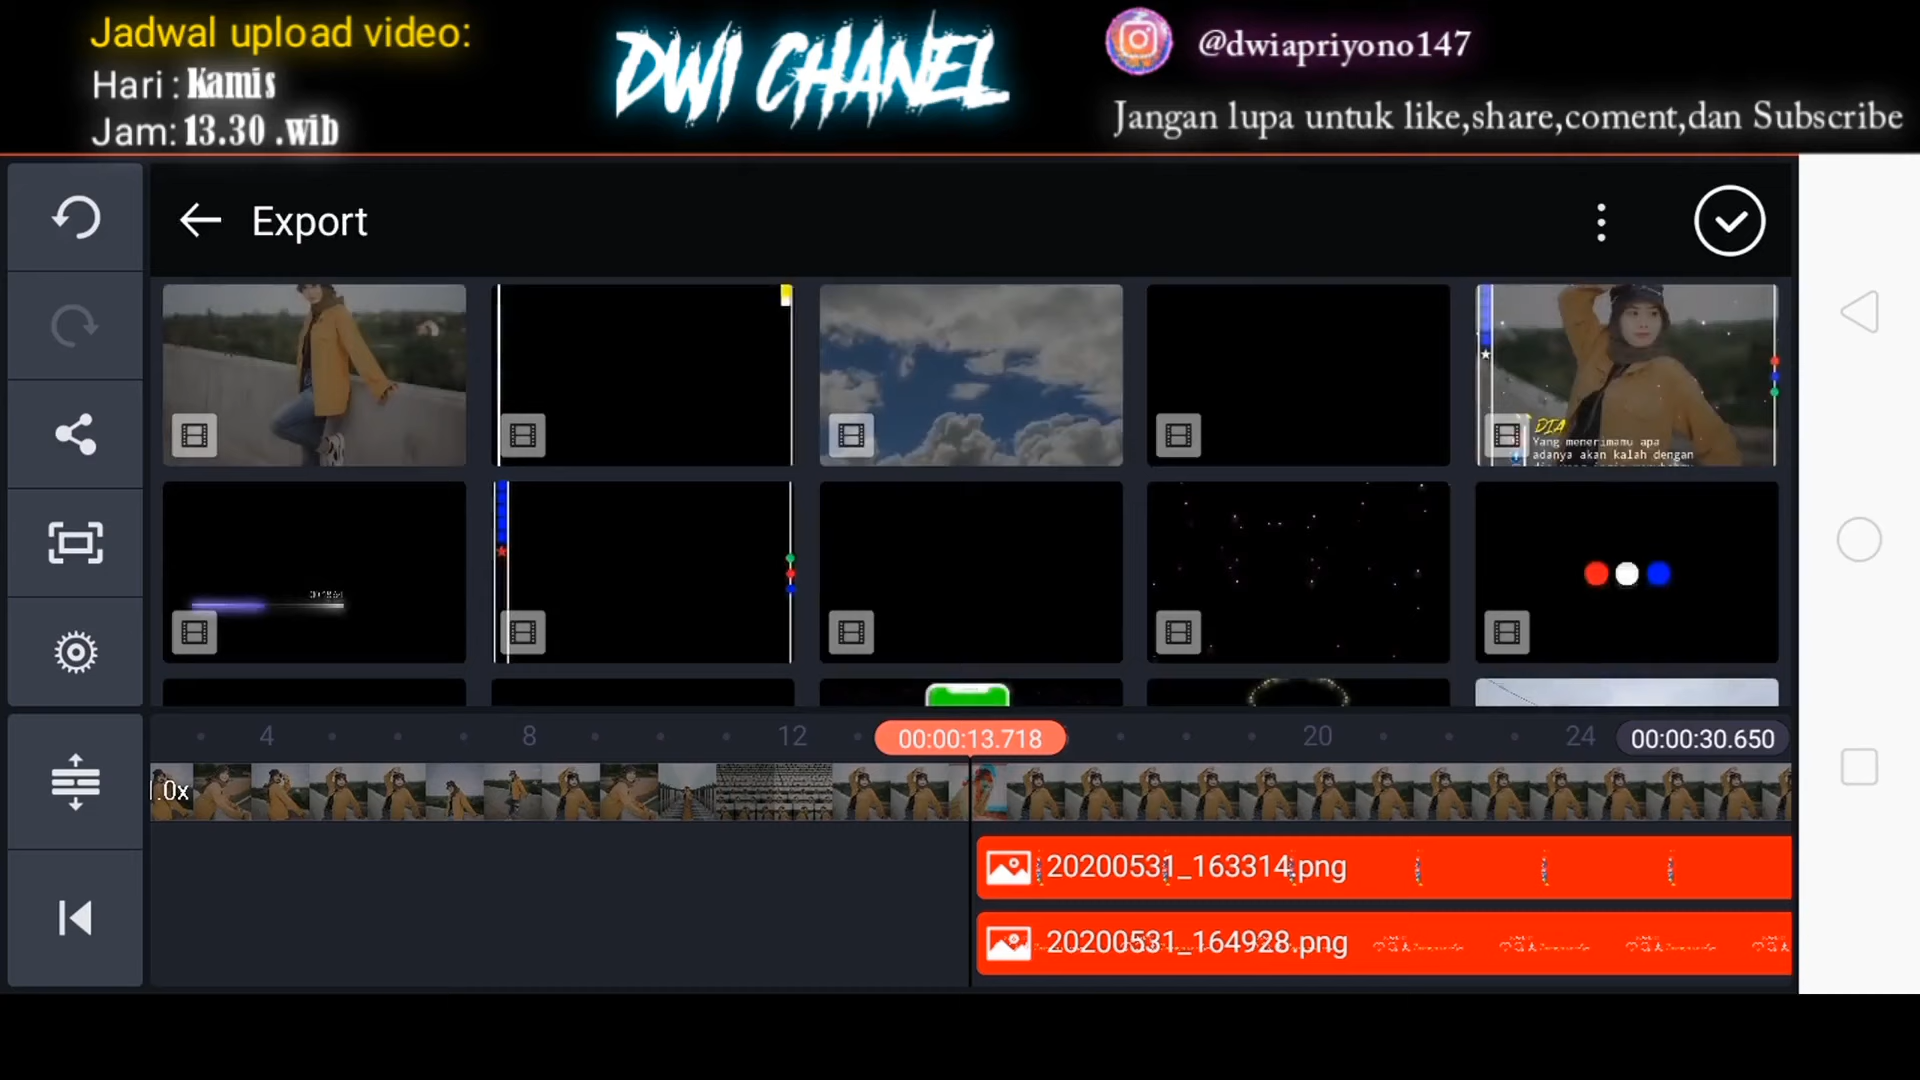 Jadwal upload video:
Hari : Kamis
Jam: 13.30 .wib
DWI CHANEL
@dwiapriyono147
Jangan lupa untuk like,share,coment,dan Subscribe
Export
DIA
Yang menerimamu apa
adanya akan kalah dengan
4
8
12
00:00:13.718
20
24
00:00:30.650
1.0x
20200531_163314.png
20200531_164928.png